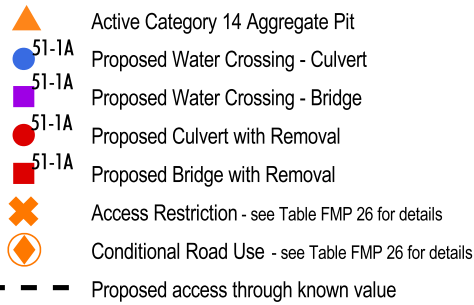 Active Category 14 Aggregate Pit
51-1A Proposed Water Crossing - Culvert
51-1A Proposed Water Crossing - Bridge
51-1A Proposed Culvert with Removal
51-1A Proposed Bridge with Removal
Access Restriction - see Table FMP 26 for details
Conditional Road Use - see Table FMP 26 for details
Proposed access through known value